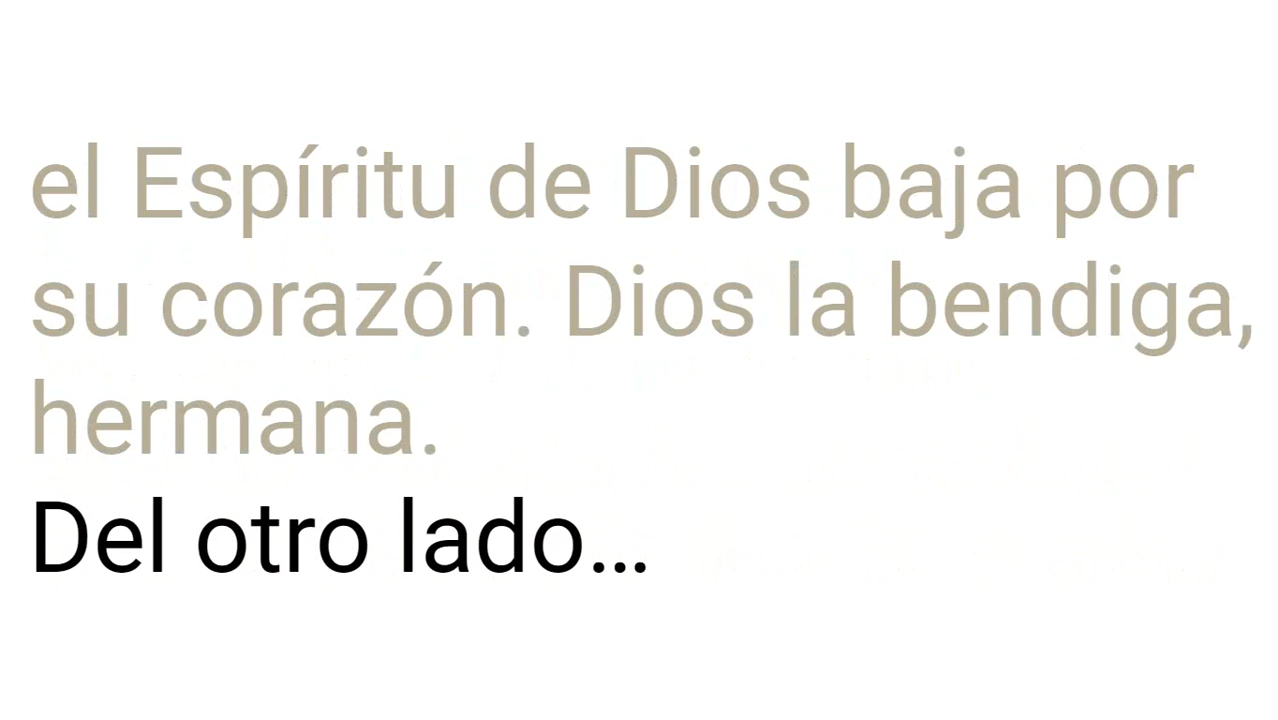 el Espíritu de Dios baja por
su corazón. Dios la bendiga,
hermana.
Del otro lado...